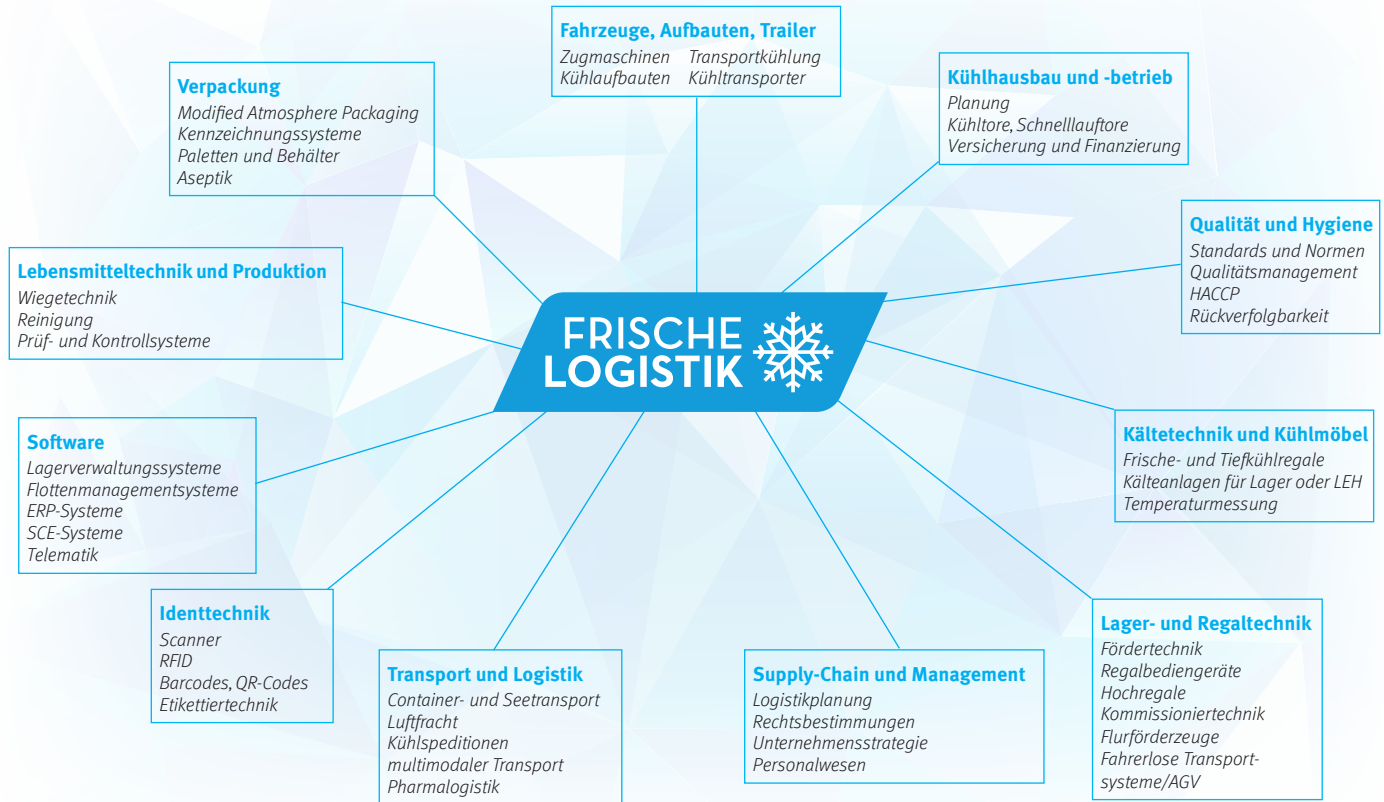 Fahrzeuge, Aufbauten, Trailer
Zugmaschinen Transportkühlung
Kühlaufbauten Kühltransporter
Verpackung
Modified Atmosphere Packaging
Kennzeichnungssysteme
Paletten und Behälter
Aseptik
Kühlhausbau und -betrieb
Planung
Kühltore, Schnelllauftore
Versicherung und Finanzierung
Qualität und Hygiene
Standards und Normen
Qualitätsmanagement
HACCP
Rückverfolgbarkeit
Lebensmitteltechnik und Produktion
Wiegetechnik
Reinigung
Prüf- und Kontrollsysteme
FRISCHE
LOGISTIK
Software
Lagerverwaltungssysteme
Flottenmanagementsysteme
ERP-Systeme
SCE-Systeme
Telematik
Kältetechnik und Kühlmöbel
Frische- und Tiefkühlregale
Kälteanlagen für Lager oder LEH
Temperaturmessung
Identtechnik
Scanner
RFID
Barcodes, QR-Codes
Etikettiertechnik
Transport und Logistik
Container- und Seetransport
Luftfracht
Kühlspeditionen
multimodaler Transport
Pharmalogistik
Supply-Chain und Management
Logistikplanung
Rechtsbestimmungen
Unternehmensstrategie
Personalwesen
Lager- und Regaltechnik
Fördertechnik
Regalbediengeräte
Hochregale
Kommissioniertechnik
Flurförderzeuge
Fahrerlose Transport-
systeme/AGV